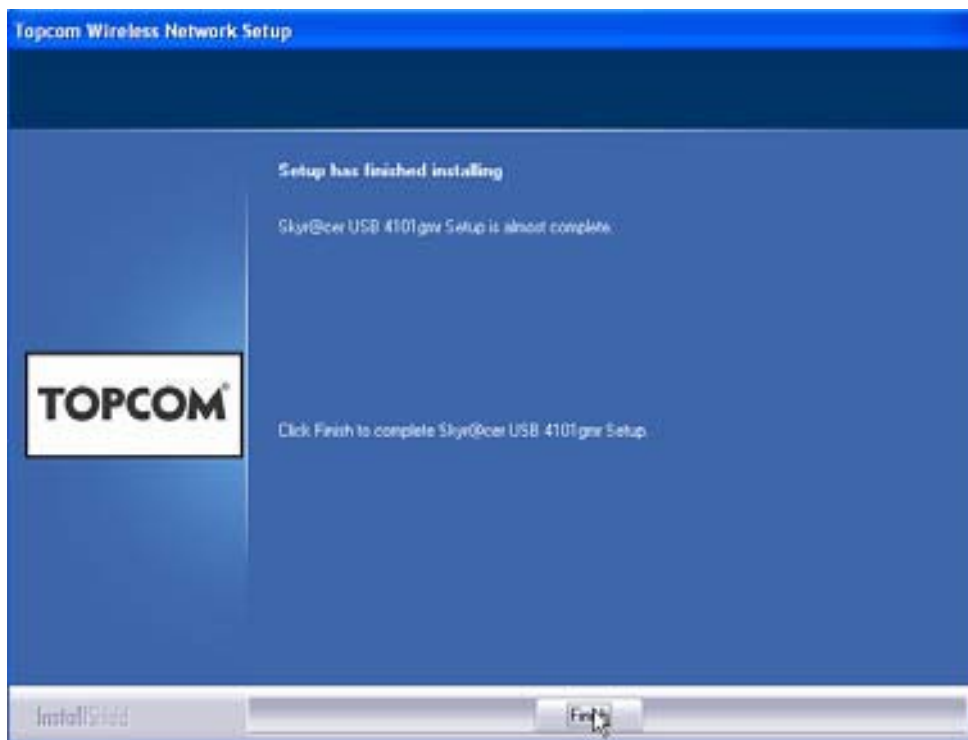 Topcom Wireless Network Setup
Setup has finished installing
Skyr@cer USB 4101gmr Setup is almost complete.
TOPCOM®
Click Finish to complete Skyr@cer USB 4101gmr Setup.
InstallShield
Finish